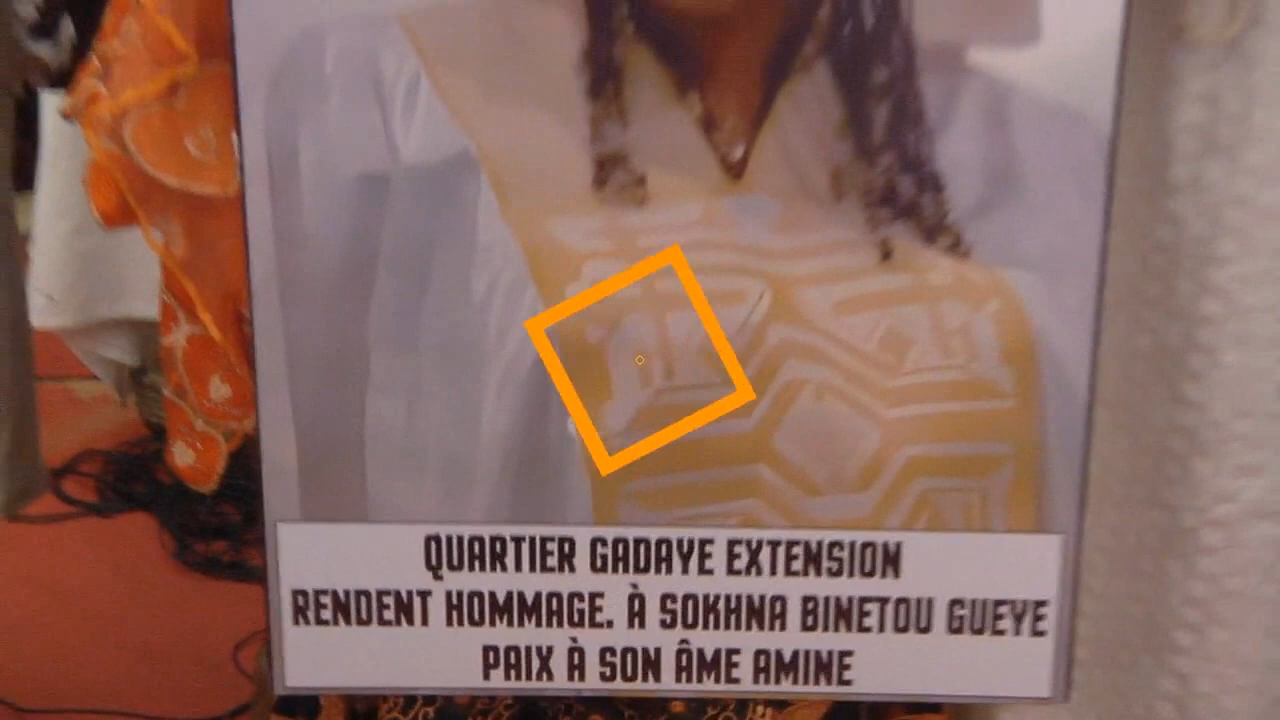 QUARTIER GADAYE EXTENSION
RENDENT HOMMAGE. À SOKHNA BINETOU GUEYE
PAIX À SON ÂME AMINE